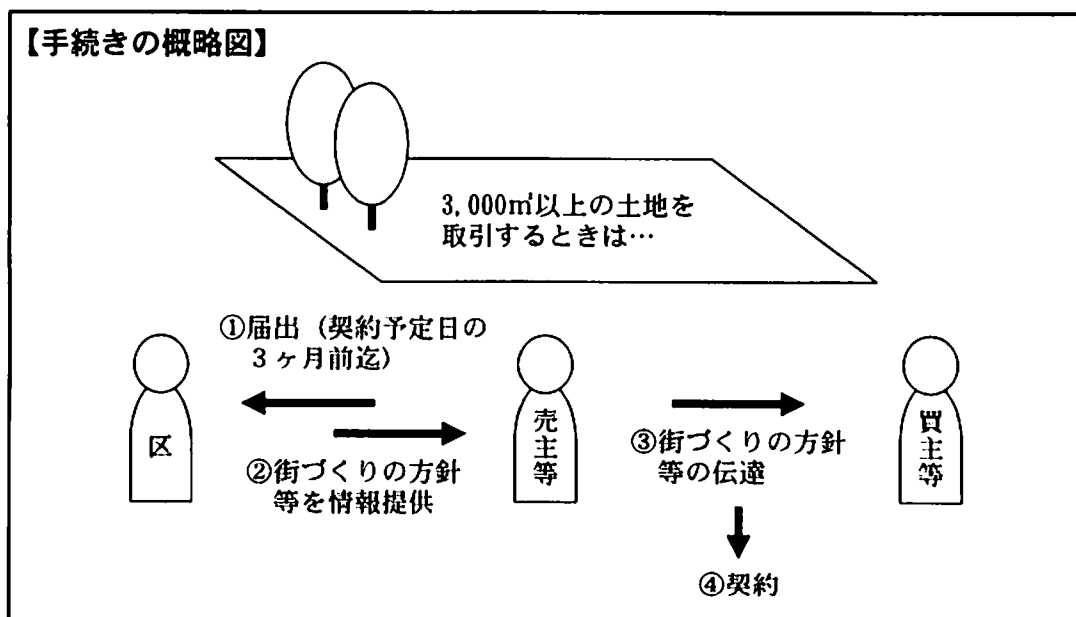 【手続きの概略図】
3,000㎡以上の土地を
取引するときは…
①届出（契約予定日の
３ヶ月前迄）
区
②街づくりの方針
等を情報提供
売主等
③街づくりの方針
等の伝達
買主等
④契約